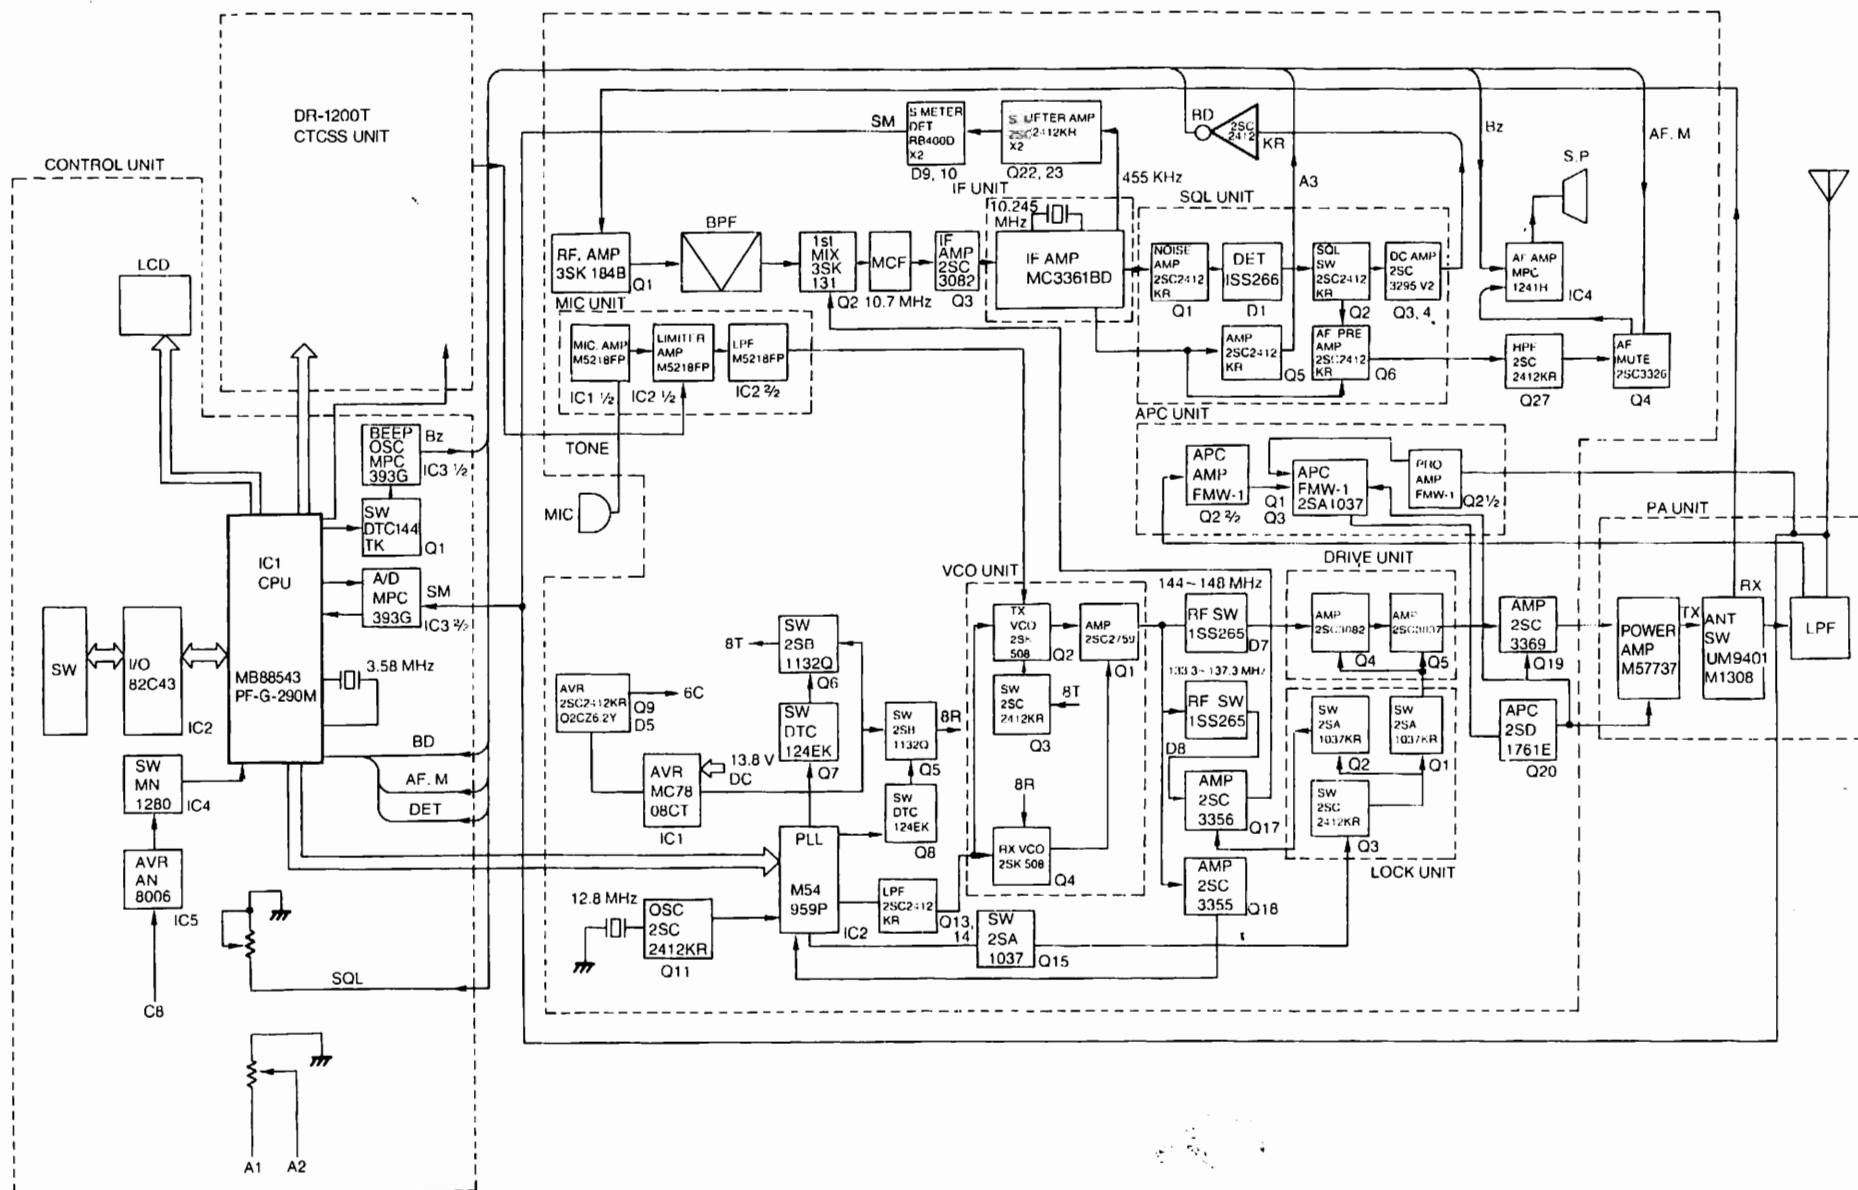 DR-1200T
CTCSS UNIT
CONTROL UNIT
LCD
SW
I/O
82C43
IC2
SW
MN
1280
IC4
AVR
AN
8006
IC5
C8
IC1
CPU
MB88543
PF-G-290M
BEEP
OSC
MPC
393G
Bz
IC3 ½
SW
DTC144
TK
Q1
A/D
MPC
393G
SM
IC3 2/2
3.58 MHz
BD
AF. M
DET
SQL
A1
A2
SM
S METER
DET
RB400D
X2
D9, 10
2412KR
X2
Q22, 23
455 KHz
BD
2SC
2412
KR
A3
Bz
AF. M
S.P
IF UNIT
10.245
MHz
IF AMP
MC3361BD
RF. AMP
3SK 184B
Q1
BPF
1st
MIX
3SK
131
Q2
MCF
10.7 MHz
IF
AMP
2SC
3082
Q3
SQL UNIT
NOISE
AMP
2SC2412
KR
Q1
DET
ISS266
D1
SQL
SW
2SC2412
KR
Q2
DC AMP
2SC
3295 V2
Q3, 4
AMP
2SC2412
KR
Q5
AF PRE
AMP
2SC2412
KR
Q6
AF AMP
MPC
1241H
IC4
HPF
2SC
2412KR
Q27
AF
MUTE
2SC3326
Q4
MIC UNIT
MIC. AMP
M5218FP
IC1 ½
LIMITER
AMP
M5218FP
IC2 ½
LPF
M5218FP
IC2 2/2
TONE
MIC
APC UNIT
APC
AMP
FMW-1
Q2 2/2
Q1
Q3
APC
FMW-1
2SA1037
AMP
FMW-1
Q2½
PA UNIT
POWER
AMP
M57737
TX
RX
ANT
SW
UM9401
M1308
LPF
VCO UNIT
TX
VCO
2SK
508
Q2
AMP
2SC2759
Q1
SW
2SC
2412KR
Q3
8T
8R
RX VCO
2SK 508
Q4
144~148 MHz
RF SW
1SS265
D7
133.3~137.3 MHz
RF SW
1SS265
D8
AMP
2SC
3356
Q17
AMP
2SC
3355
Q18
DRIVE UNIT
AMP
2SC3082
Q4
AMP
Q5
AMP
2SC
3369
Q19
SW
2SA
1037KR
Q2
SW
2SA
1037KR
Q1
SW
2SC
2412KR
Q3
LOCK UNIT
APC
2SD
1761E
Q20
AVR
2SC2412KR
O2CZ6.2Y
Q9
D5
6C
8T
SW
2SB
1132Q
Q6
SW
DTC
124EK
Q7
AVR
MC78
08CT
IC1
13.8 V
DC
SW
2SB
1132Q
Q5
8R
SW
DTC
124EK
Q8
PLL
M54
959P
IC2
12.8 MHz
OSC
2SC
2412KR
Q11
LPF
2SC2412
KR
Q13,
14
SW
2SA
1037
Q15